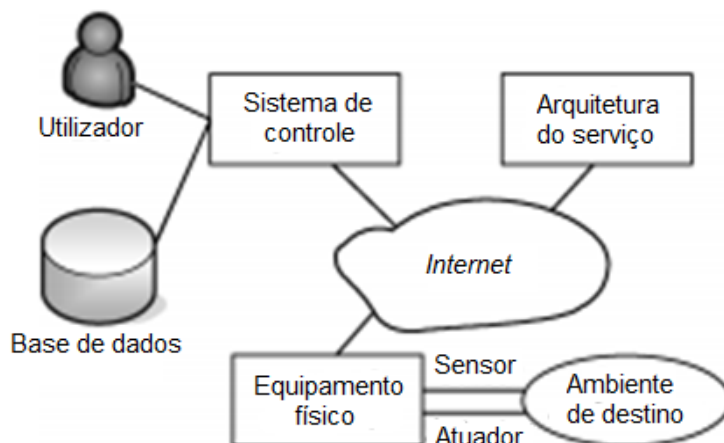 Utilizador
Sistema de
controle
Arquitetura
do serviço
Internet
Base de dados
Equipamento
físico
Sensor
Atuador
Ambiente
de destino